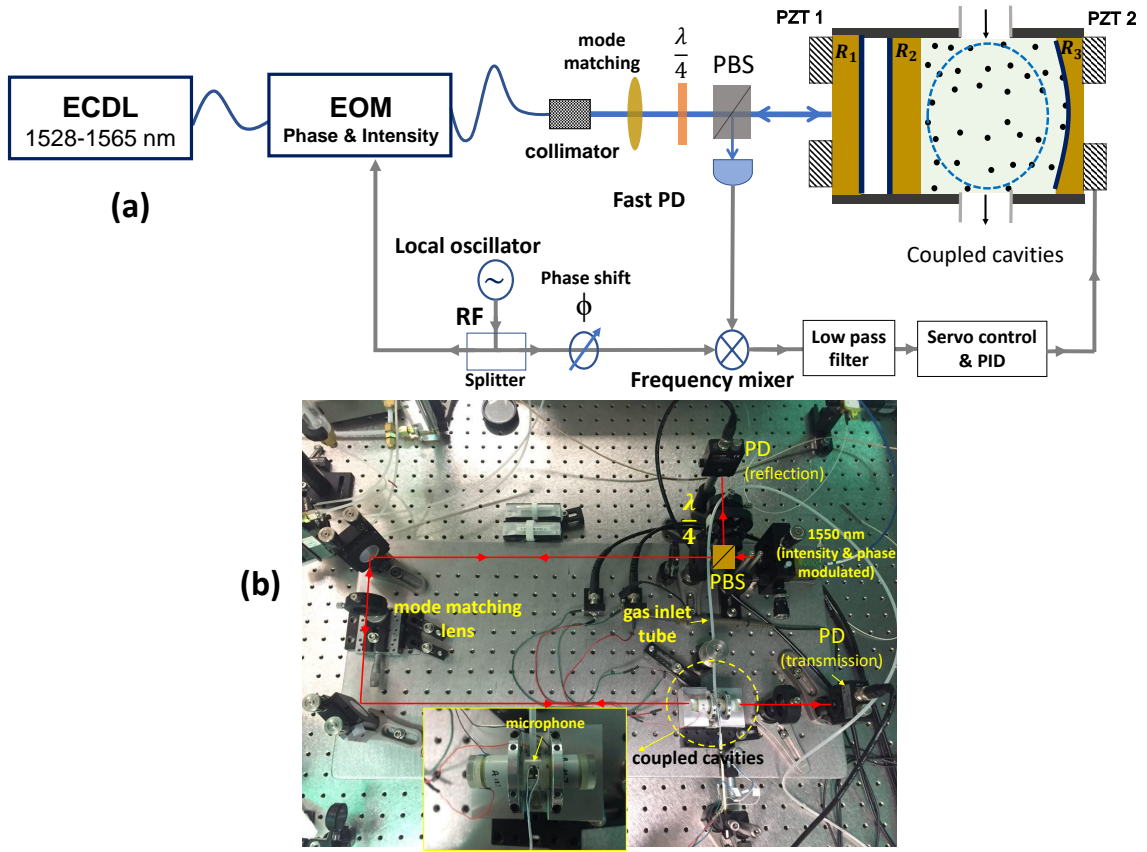 PZT 1
PZT 2
mode
matching
λ
4
PBS
R1
R2
R3
ECDL
1528-1565 nm
EOM
Phase & Intensity
collimator
Fast PD
(a)
Coupled cavities
Local oscillator
~
RF
Phase shift
ϕ
Splitter
Frequency mixer
Low pass
filter
Servo control
& PID
(b)
PD
(reflection)
λ
4
1550 nm
(intensity & phase
modulated)
PBS
mode matching
lens
gas inlet
tube
PD
(transmission)
microphone
coupled cavities